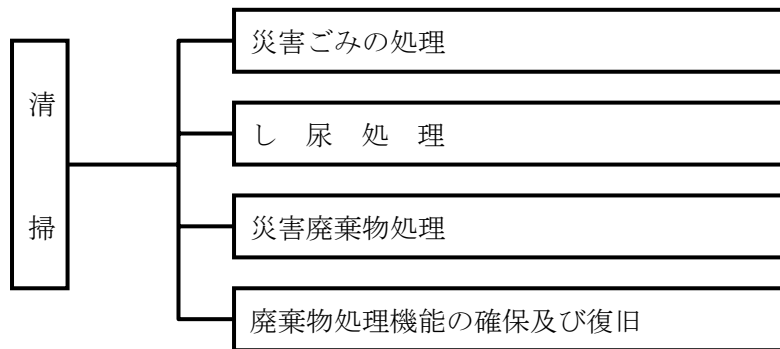 清掃
災害ごみの処理
し尿処理
災害廃棄物処理
廃棄物処理機能の確保及び復旧